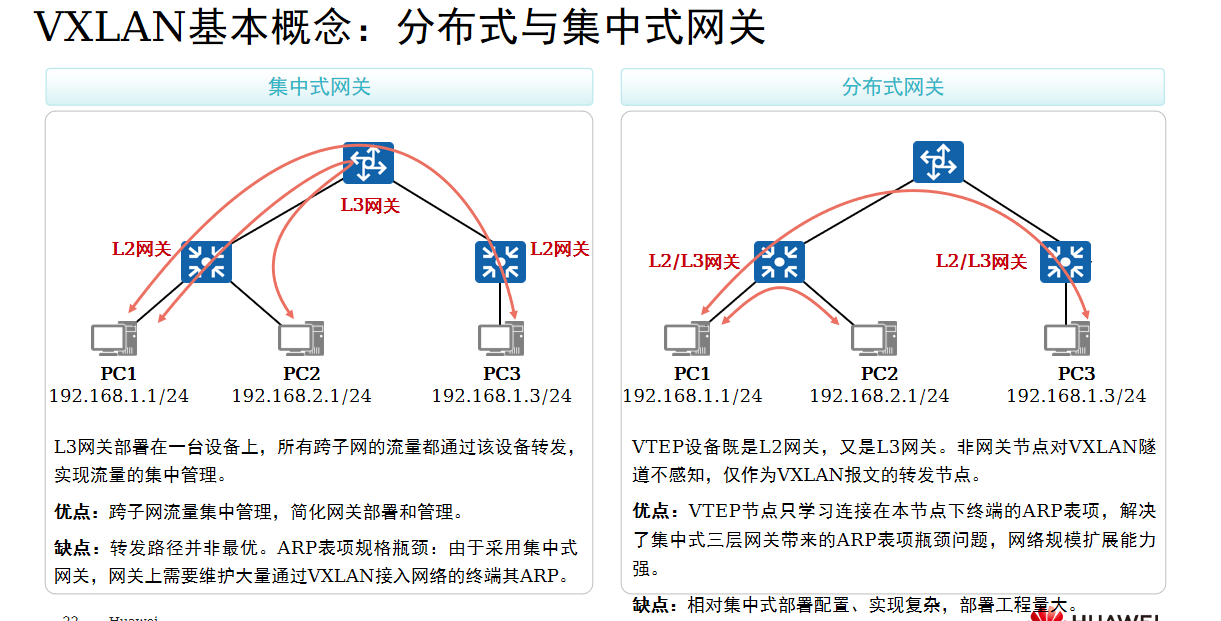 VXLAN基本概念：分布式与集中式网关
集中式网关
L3网关
L2网关
L2网关
PC1
192.168.1.1/24
PC2
192.168.2.1/24
PC3
192.168.1.3/24
L3网关部署在一台设备上，所有跨子网的流量都通过该设备转发，
实现流量的集中管理。
优点：跨子网流量集中管理，简化网关部署和管理。
缺点：转发路径并非最优。ARP表项规格瓶颈：由于采用集中式
网关，网关上需要维护大量通过VXLAN接入网络的终端其ARP。
分布式网关
L2/L3网关
L2/L3网关
PC1
192.168.1.1/24
PC2
192.168.2.1/24
PC3
192.168.1.3/24
VTEP设备既是L2网关，又是L3网关。非网关节点对VXLAN隧
道不感知，仅作为VXLAN报文的转发节点。
优点：VTEP节点只学习连接在本节点下终端的ARP表项，解决
了集中式三层网关带来的ARP表项瓶颈问题，网络规模扩展能力
强。
缺点：相对集中式部署配置、实现复杂，部署工程量大。
22 Huawei
HUAWEI